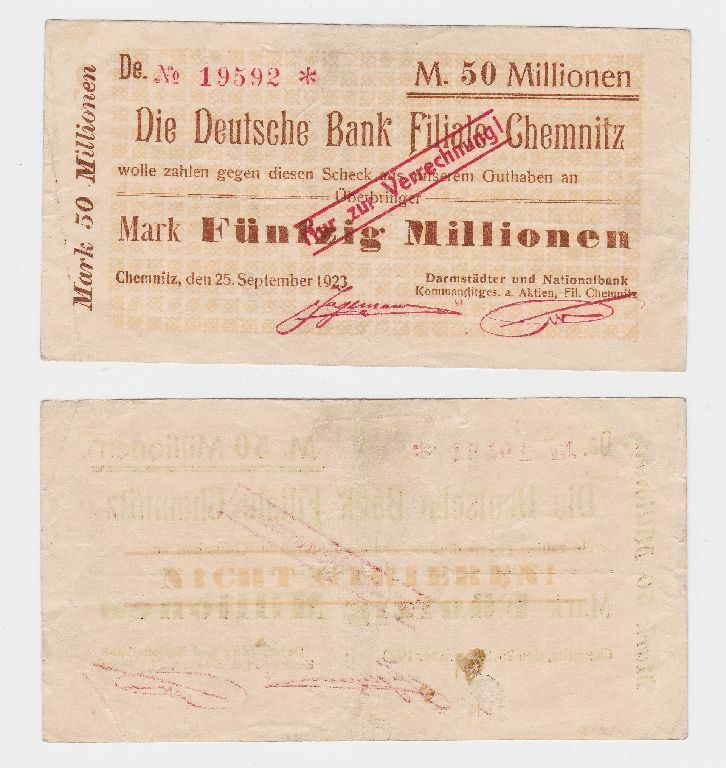 De. № 19592 *
M. 50 Millionen
Mark 50 Millionen
Die Deutsche Bank Filiale Chemnitz
wolle zahlen gegen diesen Scheck aus unserem Guthaben an
Überbringer
Nur zur Verrechnung!
Mark Fünfzig Millionen
Chemnitz, den 25. September 1923
Darmstädter und Nationalbank
Kommanditges. a. Aktien, Fil. Chemnitz
NICHT GIRIEREN!